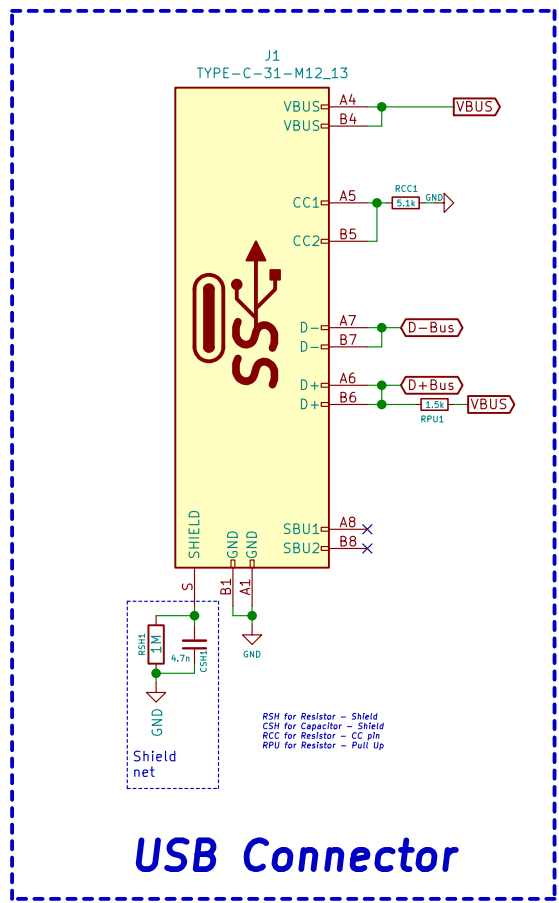 J1
TYPE-C-31-M12_13
VBUS A4 VBUS
VBUS B4
CC1 A5 RCC1 5.1k GND
CC2 B5
SS
D- A7 D-Bus
D- B7
D+ A6 D+Bus
D+ B6 1.5k VBUS
RPU1
SBU1 A8
SBU2 B8
SHIELD GND GND
S B1 A1
RSH1 1M 4.7n CSH1 GND
GND
RSH for Resistor - Shield
CSH for Capacitor - Shield
RCC for Resistor - CC pin
RPU for Resistor - Pull Up
Shield
net
USB Connector